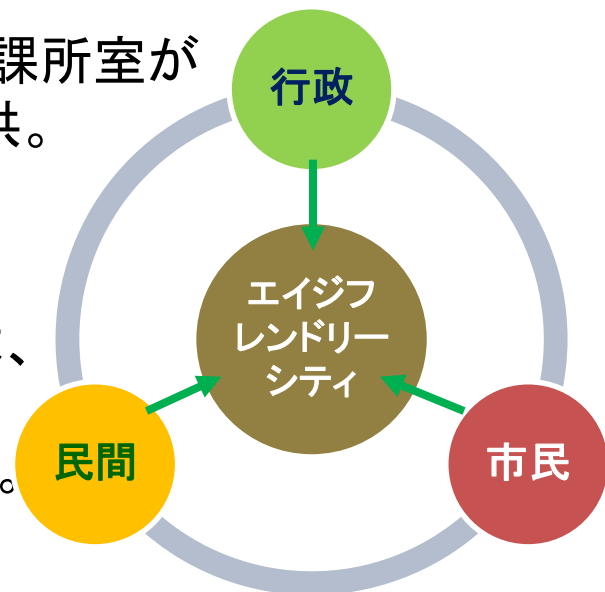 課所室が
行政
供。
エイジフ
レンドリー
シティ
、
民間
市民
。